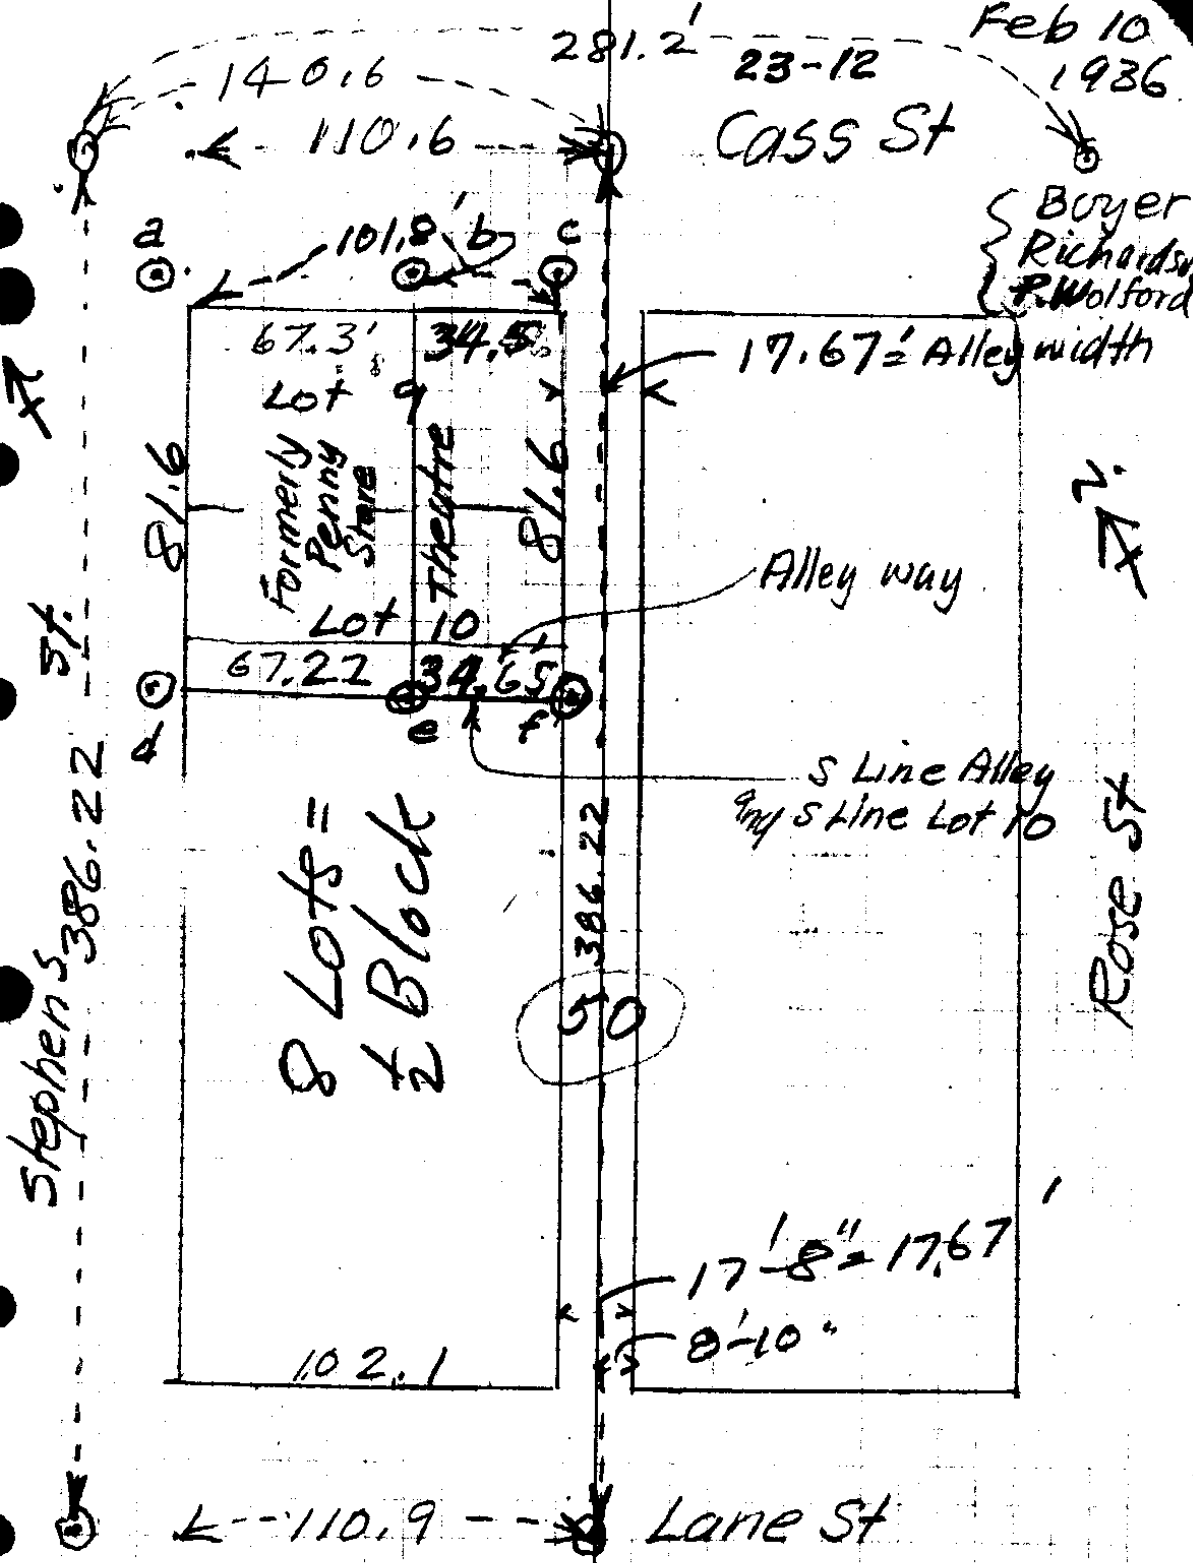 Feb 10
1936
281.2'
23-12
140.6
110.6
Cass St
Boyer
Richardson
P. Wolford
a
101.8'
b
c
67.3'
34.5
17.67' = Alley width
Lot 9
81.6
Formerly
Penny
Store
Theatre
81.6
Alley way
Lot 10
67.22
34.65'
d
e
f
S Line Alley
any S Line Lot 10
Stephens St.
386.22
8 Lots =
½ Block
386.22
50
Rose St
17'-8" = 17.67'
8'-10"
102.1
110.9
Lane St